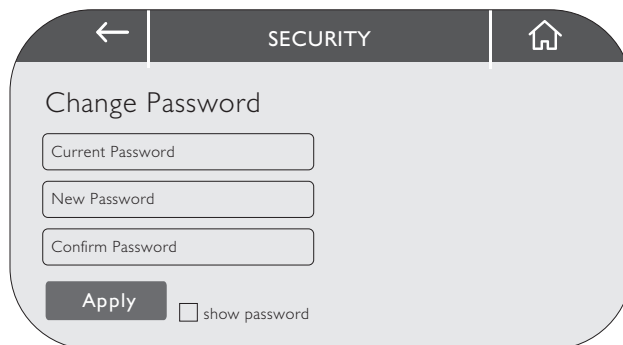 SECURITY
Change Password
Current Password
New Password
Confirm Password
Apply
show password